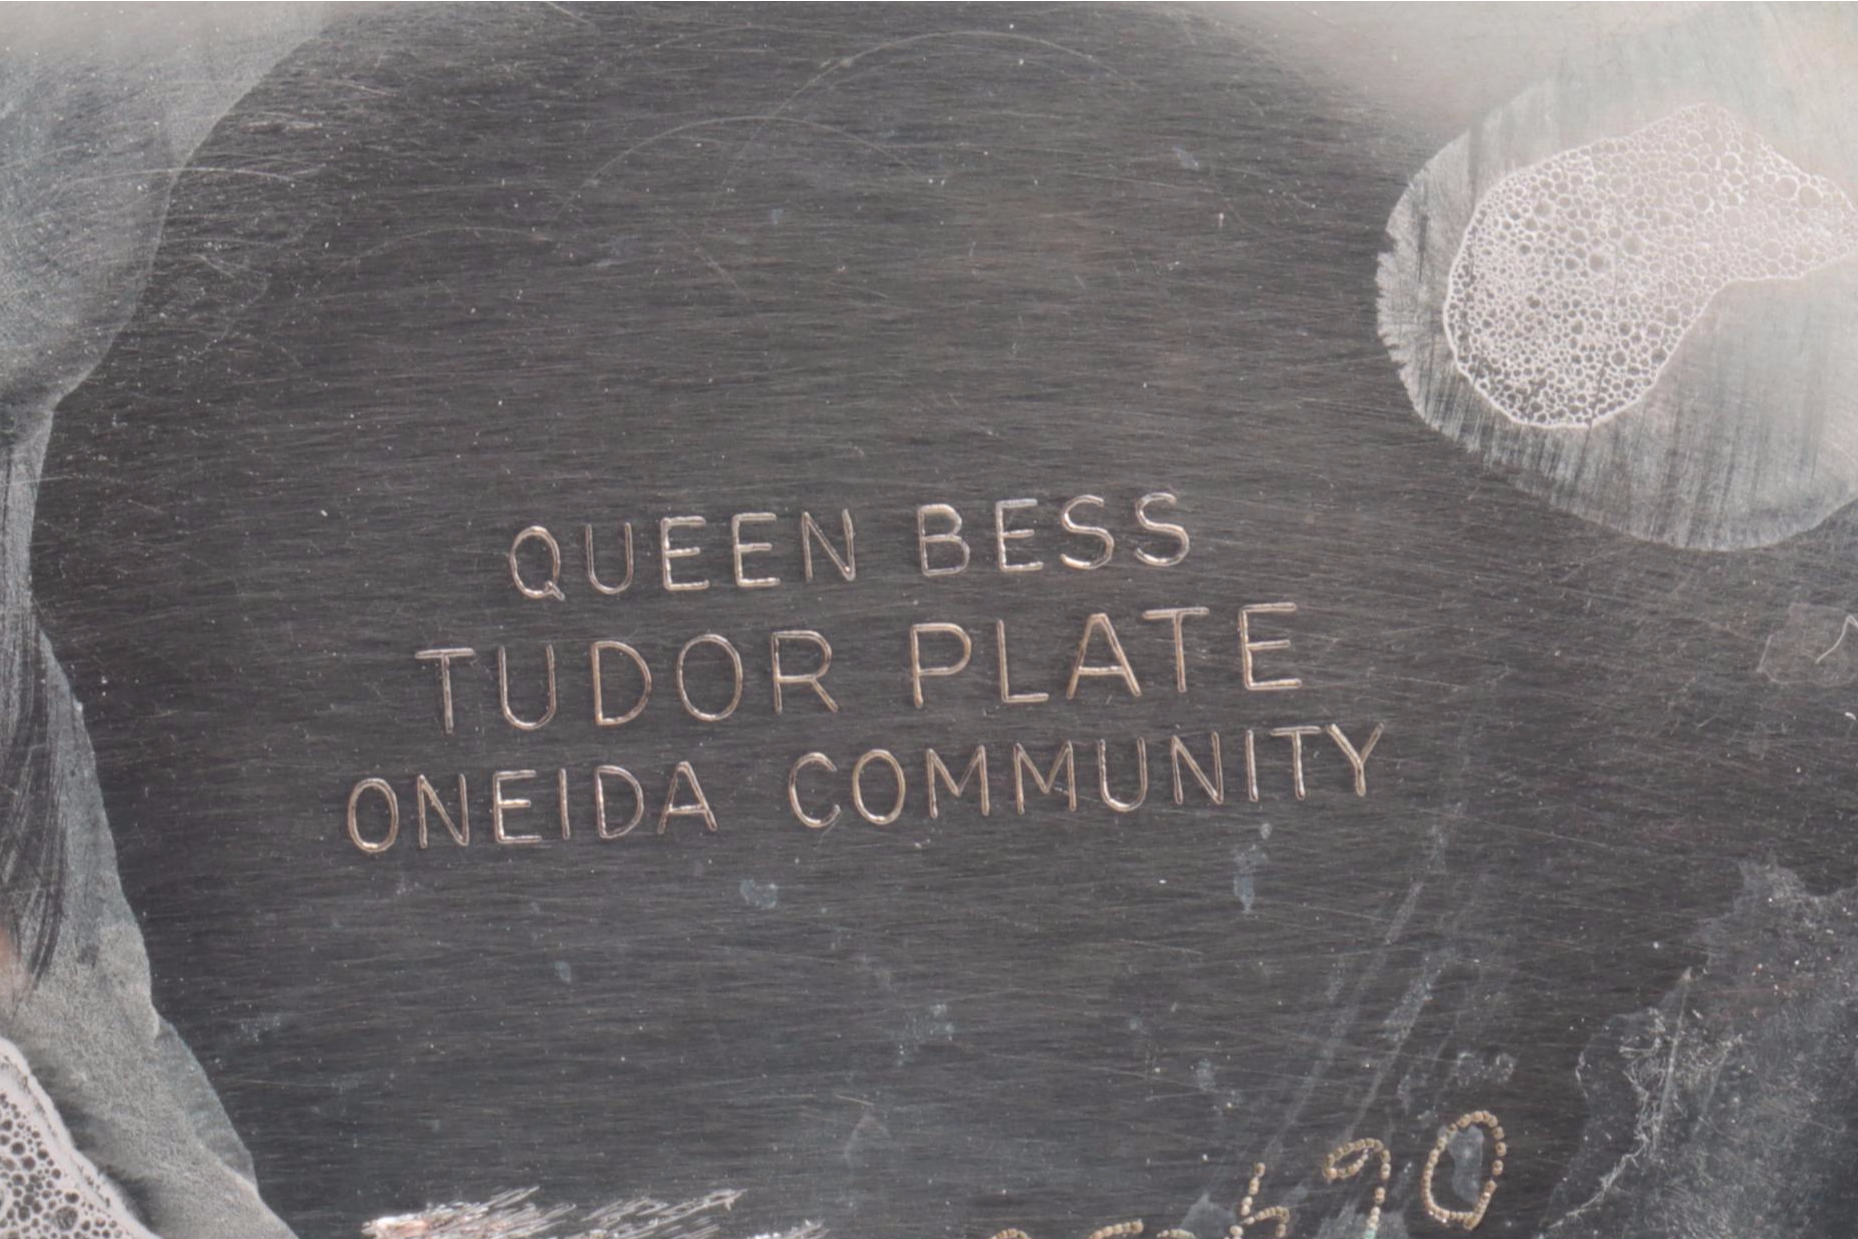 QUEEN BESS
TUDOR PLATE
ONEIDA COMMUNITY